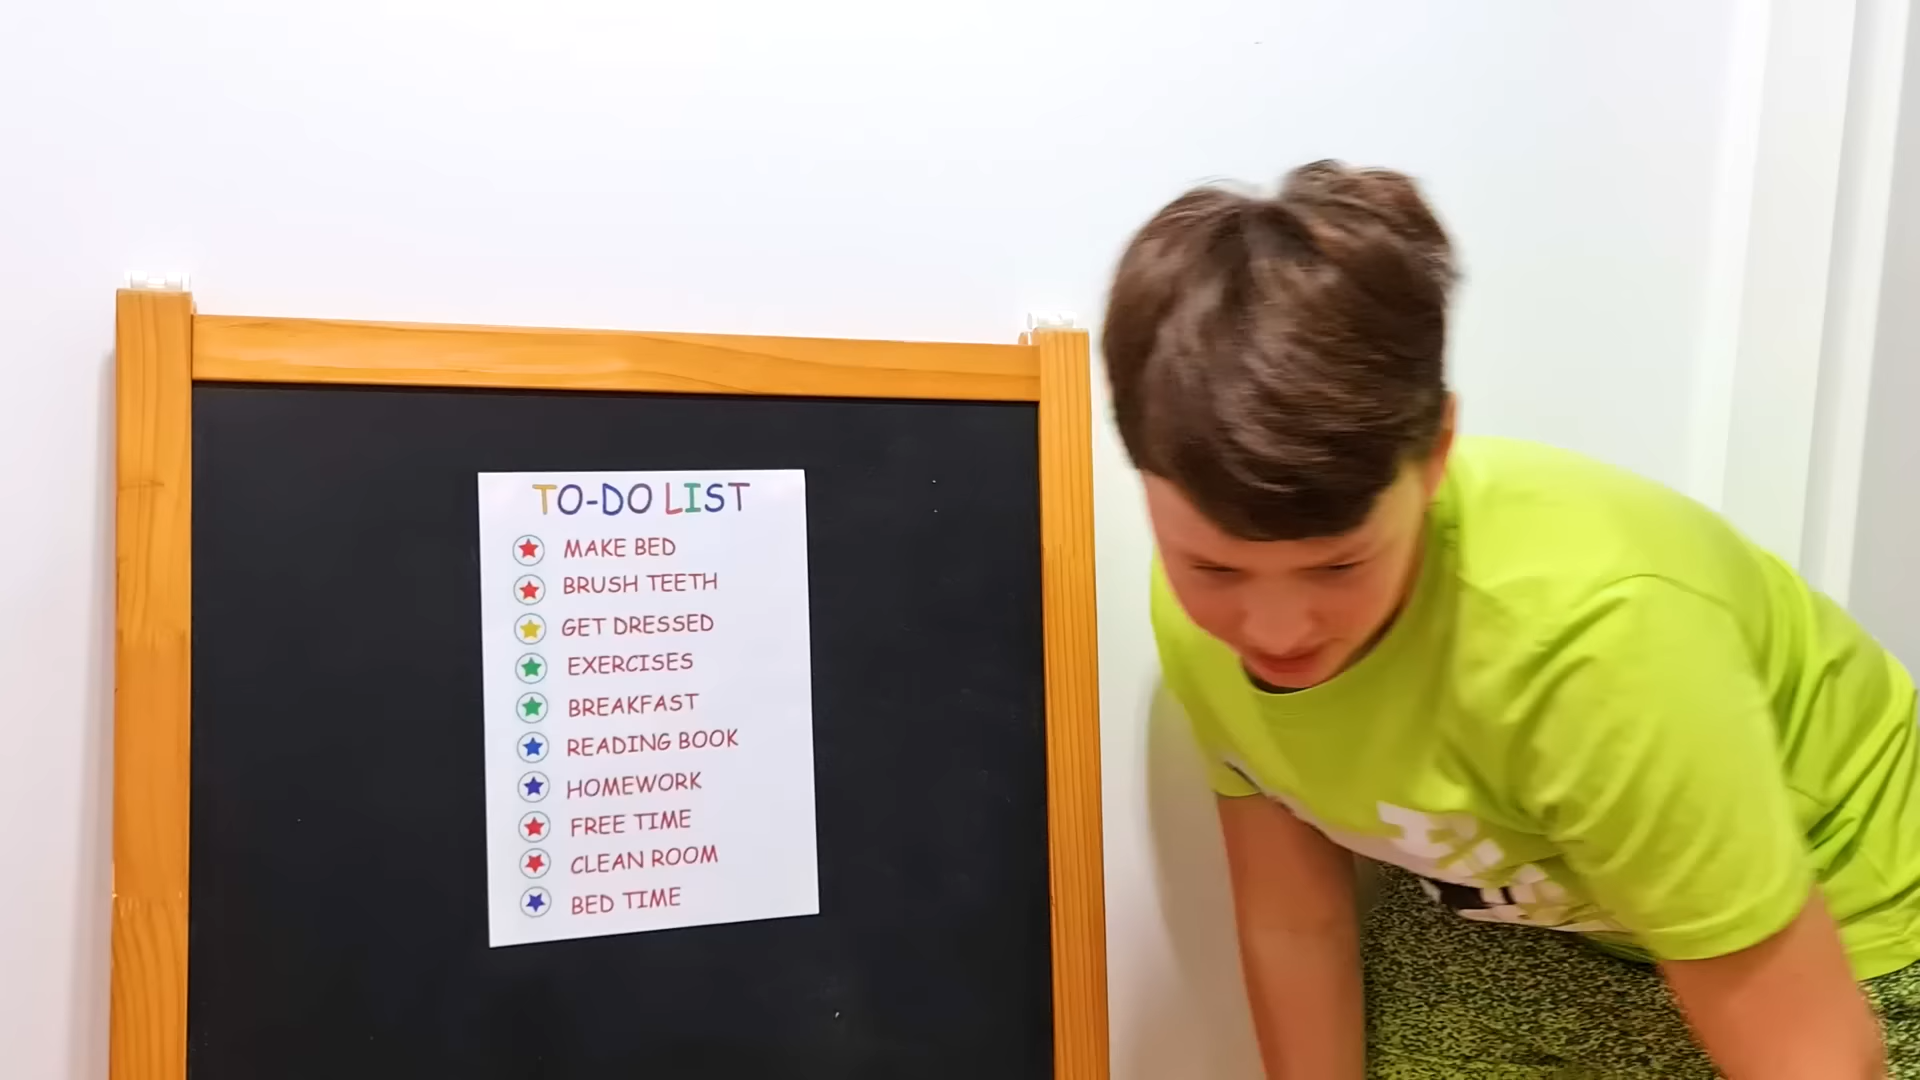 TO-DO LIST
MAKE BED
BRUSH TEETH
GET DRESSED
EXERCISES
BREAKFAST
READING BOOK
HOMEWORK
FREE TIME
CLEAN ROOM
BED TIME